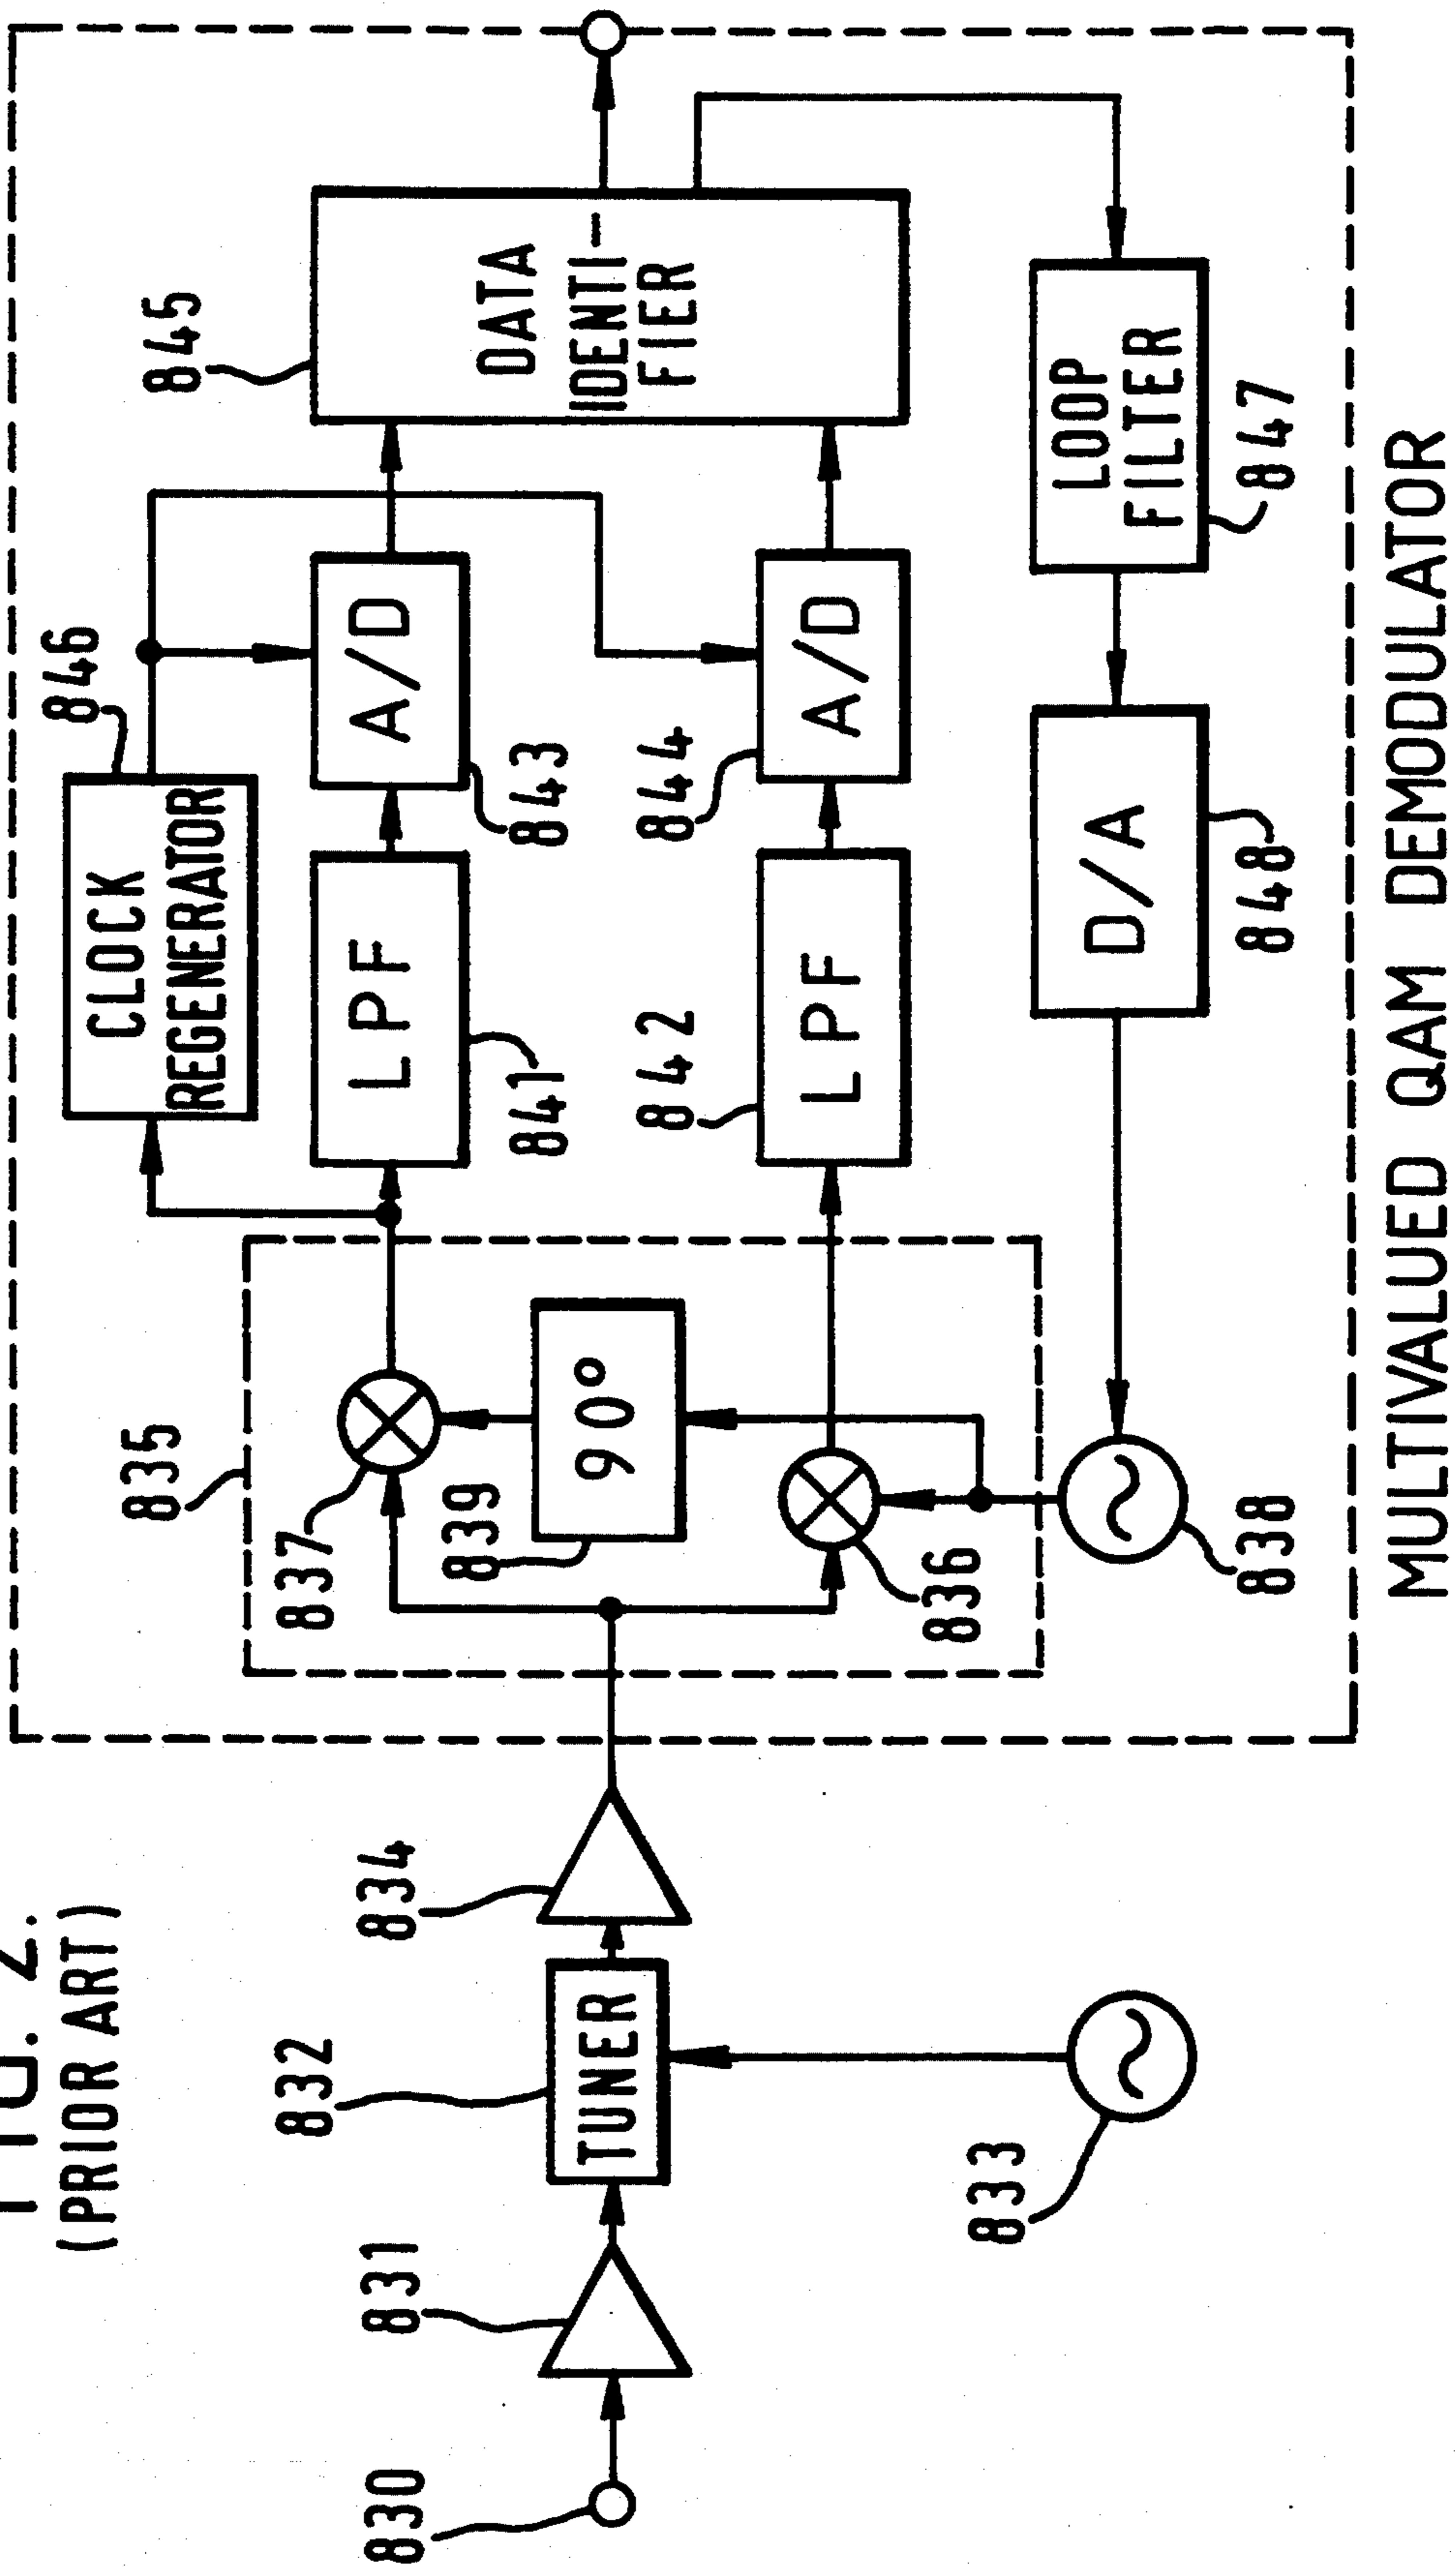 FIG. 2.
(PRIOR ART)
830
831
TUNER
832
833
834
835
837
839
90°
836
838
CLOCK
REGENERATOR
846
LPF
841
A/D
843
LPF
842
A/D
844
DATA
IDENTI-
FIER
845
LOOP
FILTER
847
D/A
848
MULTIVALUED QAM DEMODULATOR